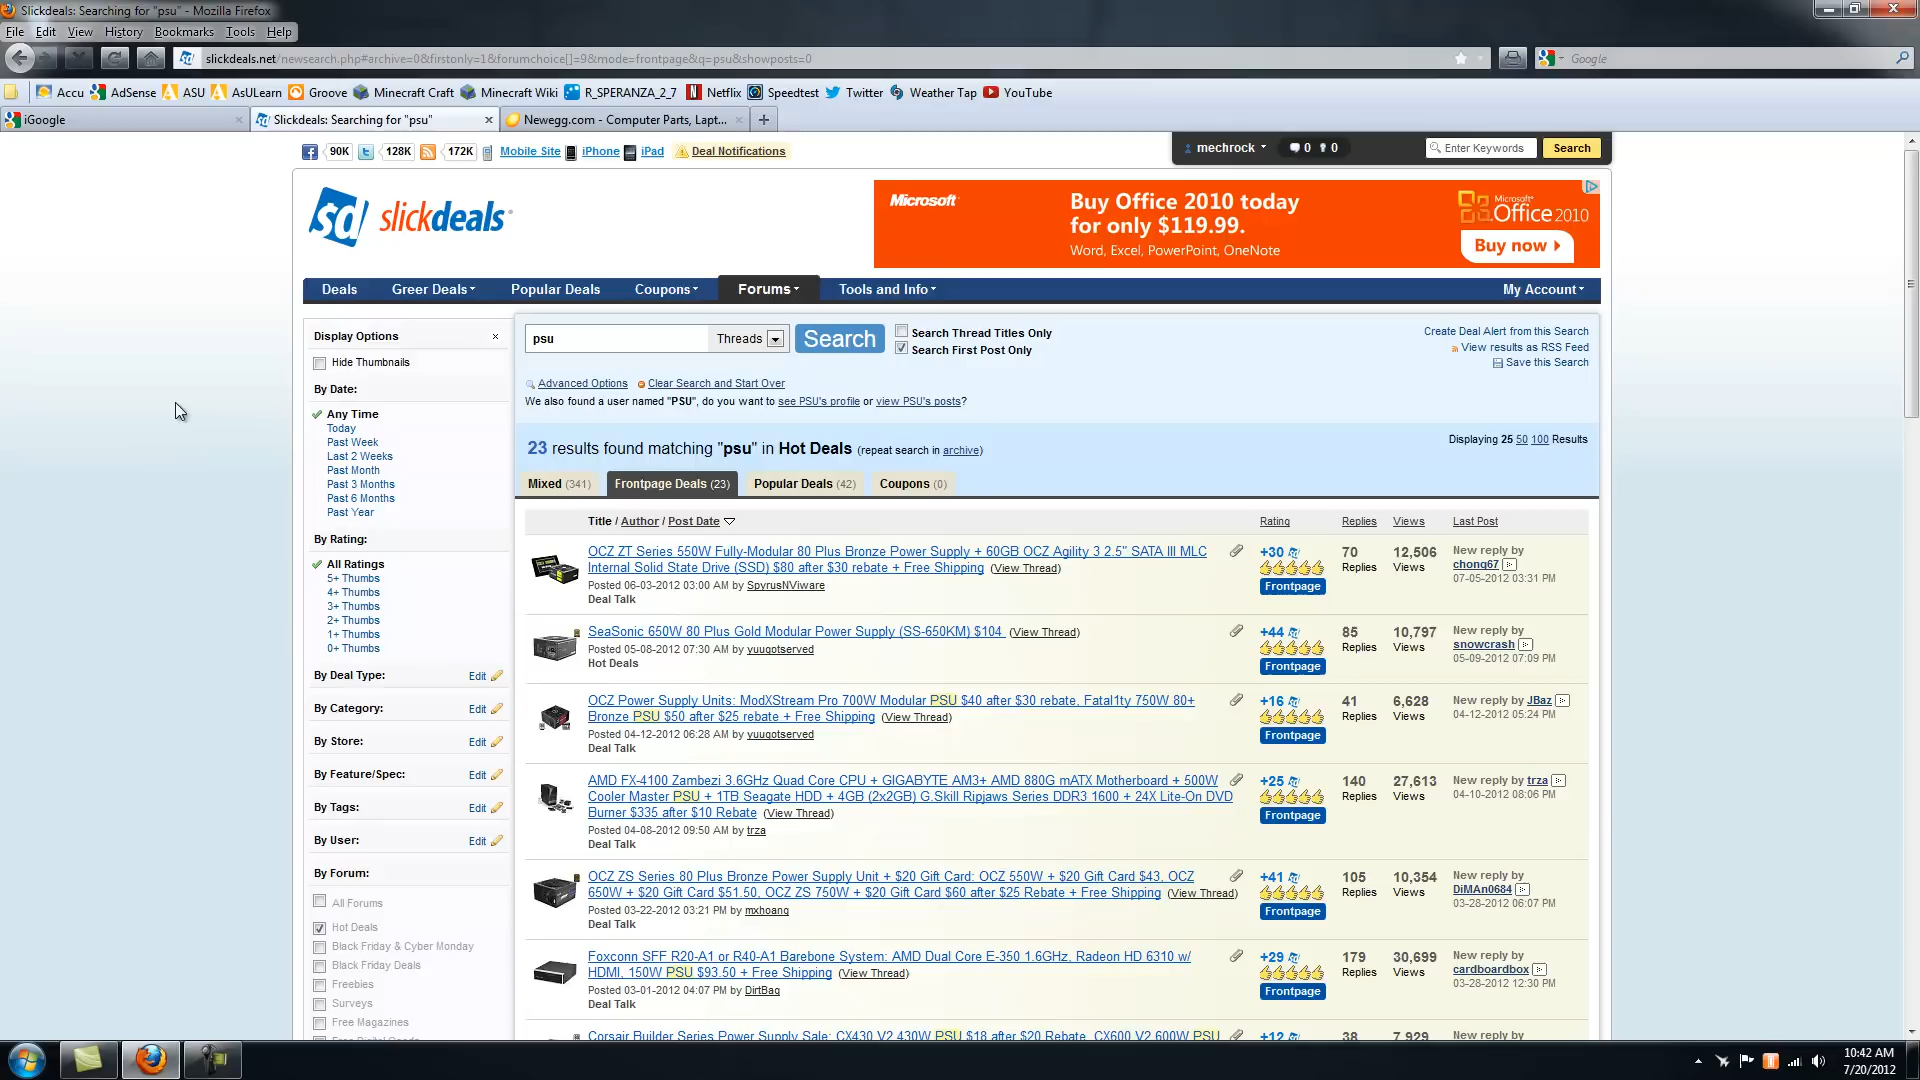 Slickdeals: Searching for "psu" - Mozilla Firefox
File Edit View History Bookmarks Tools Help
slickdeals.net/newsearch.php#archive=0&firstonly=1&forumchoice[]=9&mode=frontpage&q=psu&showposts=0
Google
Accu AdSense ASU AsULearn Groove Minecraft Craft Minecraft Wiki R_SPERANZA_2_7 Netflix Speedtest Twitter Weather Tap YouTube
iGoogle Slickdeals: Searching for "psu" Newegg.com - Computer Parts, Lapt...
90K 128K 172K Mobile Site iPhone iPad Deal Notifications
mechrock 0 0 Enter Keywords Search
sd slickdeals
Microsoft
Buy Office 2010 today
for only $119.99.
Word, Excel, PowerPoint, OneNote
Microsoft
Office 2010
Buy now
Deals Greer Deals Popular Deals Coupons Forums Tools and Info My Account
Display Options
Hide Thumbnails
By Date:
Any Time
Today
Past Week
Last 2 Weeks
Past Month
Past 3 Months
Past 6 Months
Past Year
By Rating:
All Ratings
5+ Thumbs
4+ Thumbs
3+ Thumbs
2+ Thumbs
1+ Thumbs
0+ Thumbs
By Deal Type: Edit
By Category: Edit
By Store: Edit
By Feature/Spec: Edit
By Tags: Edit
By User: Edit
By Forum:
All Forums
Hot Deals
Black Friday & Cyber Monday
Black Friday Deals
Freebies
Surveys
Free Magazines
psu Threads Search
Search Thread Titles Only
Search First Post Only
Create Deal Alert from this Search
View results as RSS Feed
Save this Search
Advanced Options Clear Search and Start Over
We also found a user named "PSU", do you want to see PSU's profile or view PSU's posts?
23 results found matching "psu" in Hot Deals (repeat search in archive)
Displaying 25 50 100 Results
Mixed (341) Frontpage Deals (23) Popular Deals (42) Coupons (0)
Title / Author / Post Date Rating Replies Views Last Post
OCZ ZT Series 550W Fully-Modular 80 Plus Bronze Power Supply + 60GB OCZ Agility 3 2.5" SATA III MLC
Internal Solid State Drive (SSD) $80 after $30 rebate + Free Shipping (View Thread)
Posted 06-03-2012 03:00 AM by SpyrusNViware
Deal Talk
+30
Frontpage
70
Replies
12,506
Views
New reply by
chong67
07-05-2012 03:31 PM
SeaSonic 650W 80 Plus Gold Modular Power Supply (SS-650KM) $104 (View Thread)
Posted 05-08-2012 07:30 AM by yuugotserved
Hot Deals
+44
Frontpage
85
Replies
10,797
Views
New reply by
snowcrash
05-09-2012 07:09 PM
OCZ Power Supply Units: ModXStream Pro 700W Modular PSU $40 after $30 rebate, Fatal1ty 750W 80+
Bronze PSU $50 after $25 rebate + Free Shipping (View Thread)
Posted 04-12-2012 06:28 AM by yuugotserved
Deal Talk
+16
Frontpage
41
Replies
6,628
Views
New reply by JBaz
04-12-2012 05:24 PM
AMD FX-4100 Zambezi 3.6GHz Quad Core CPU + GIGABYTE AM3+ AMD 880G mATX Motherboard + 500W
Cooler Master PSU + 1TB Seagate HDD + 4GB (2x2GB) G.Skill Ripjaws Series DDR3 1600 + 24X Lite-On DVD
Burner $335 after $10 Rebate (View Thread)
Posted 04-08-2012 09:50 AM by trza
Deal Talk
+25
Frontpage
140
Replies
27,613
Views
New reply by trza
04-10-2012 08:06 PM
OCZ ZS Series 80 Plus Bronze Power Supply Unit + $20 Gift Card: OCZ 550W + $20 Gift Card $43, OCZ
650W + $20 Gift Card $51.50, OCZ ZS 750W + $20 Gift Card $60 after $25 Rebate + Free Shipping (View Thread)
Posted 03-22-2012 03:21 PM by mxhoang
Deal Talk
+41
Frontpage
105
Replies
10,354
Views
New reply by
DiMAn0684
03-28-2012 06:07 PM
Foxconn SFF R20-A1 or R40-A1 Barebone System: AMD Dual Core E-350 1.6GHz, Radeon HD 6310 w/
HDMI, 150W PSU $93.50 + Free Shipping (View Thread)
Posted 03-01-2012 04:07 PM by DirtBag
Deal Talk
+29
Frontpage
179
Replies
30,699
Views
New reply by
cardboardbox
03-28-2012 12:30 PM
Corsair Builder Series Power Supply Sale: CX430 V2 430W PSU $18 after $20 Rebate, CX600 V2 600W PSU
+12
38
7,929
New reply by
10:42 AM
7/20/2012